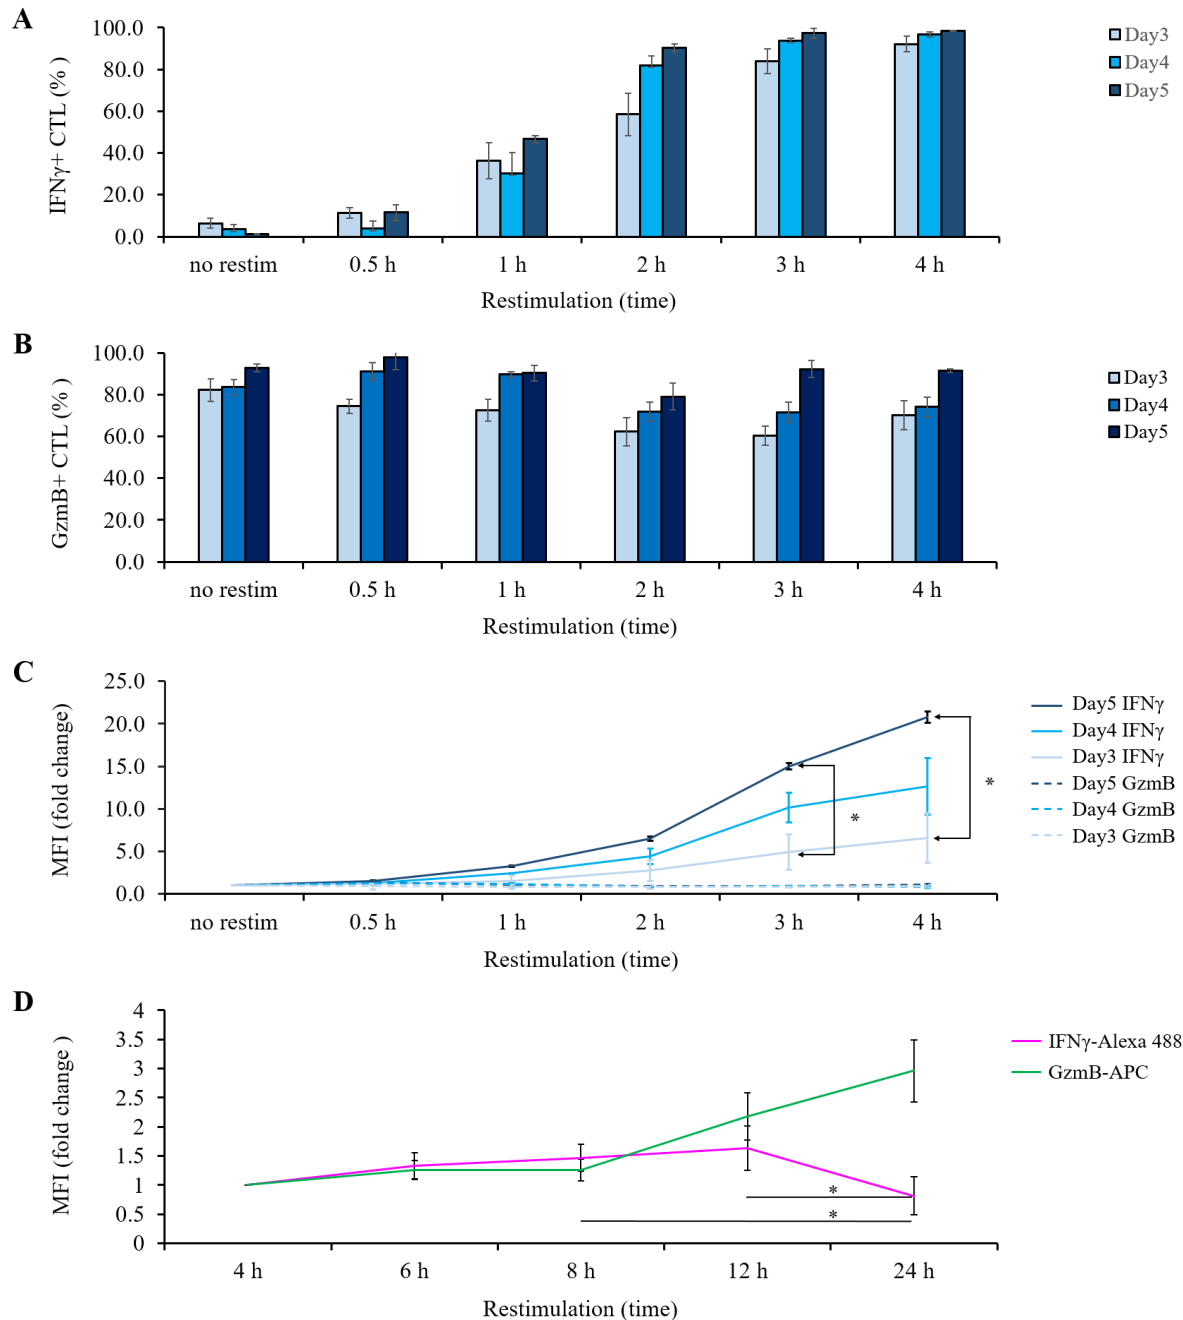 A
100.0
80.0
60.0
40.0
20.0
0.0
IFNγ+ CTL (%)
no restim 0.5 h 1 h 2 h 3 h 4 h
Restimulation (time)
Day3
Day4
Day5
B
100.0
80.0
60.0
40.0
20.0
0.0
GzmB+ CTL (%)
no restim 0.5 h 1 h 2 h 3 h 4 h
Restimulation (time)
Day3
Day4
Day5
C
25.0
20.0
15.0
10.0
5.0
0.0
MFI (fold change)
*
*
no restim 0.5 h 1 h 2 h 3 h 4 h
Restimulation (time)
Day5 IFNγ
Day4 IFNγ
Day3 IFNγ
Day5 GzmB
Day4 GzmB
Day3 GzmB
D
4
3.5
3
2.5
2
1.5
1
0.5
0
MFI (fold change )
*
*
4 h 6 h 8 h 12 h 24 h
Restimulation (time)
IFNγ-Alexa 488
GzmB-APC